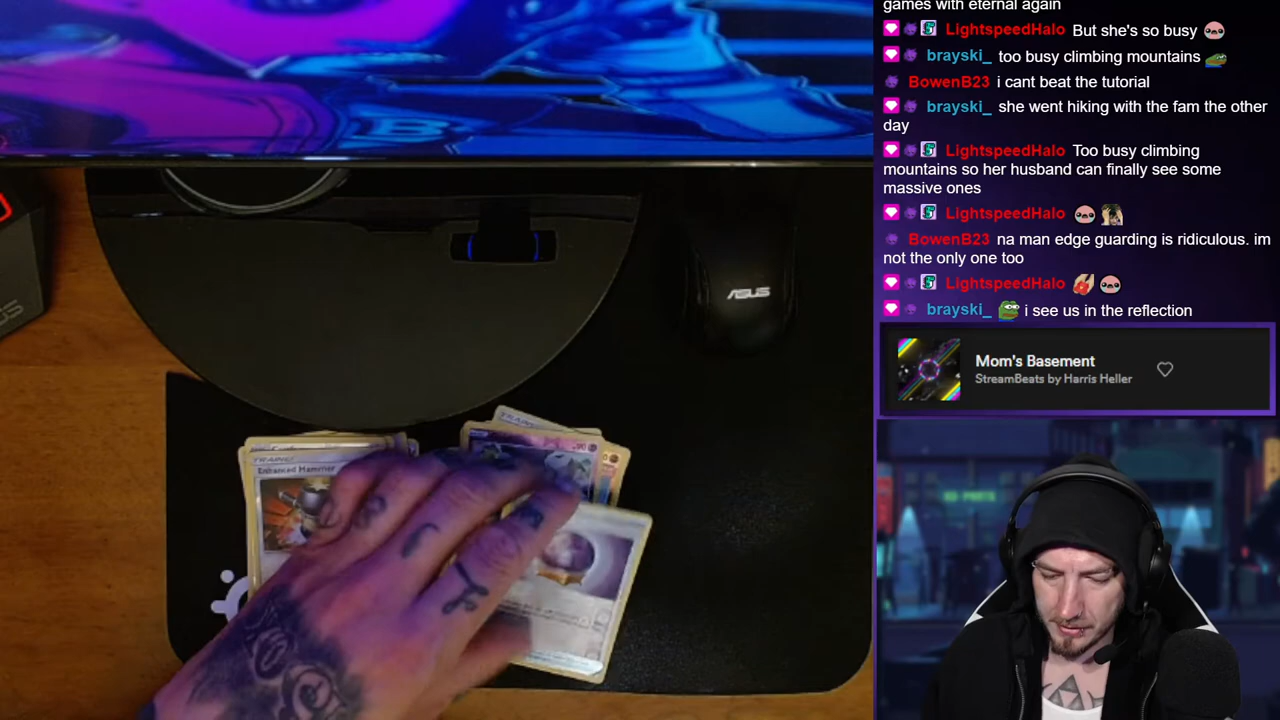 games with eternal again
LightspeedHalo But she's so busy
brayski_ too busy climbing mountains
BowenB23 i cant beat the tutorial
brayski_ she went hiking with the fam the other
day
LightspeedHalo Too busy climbing
mountains so her husband can finally see some
massive ones
LightspeedHalo
BowenB23 na man edge guarding is ridiculous. im
not the only one too
LightspeedHalo
brayski_ i see us in the reflection
Mom's Basement
StreamBeats by Harris Heller
ASUS
TRAINER
Enhanced Hammer
90